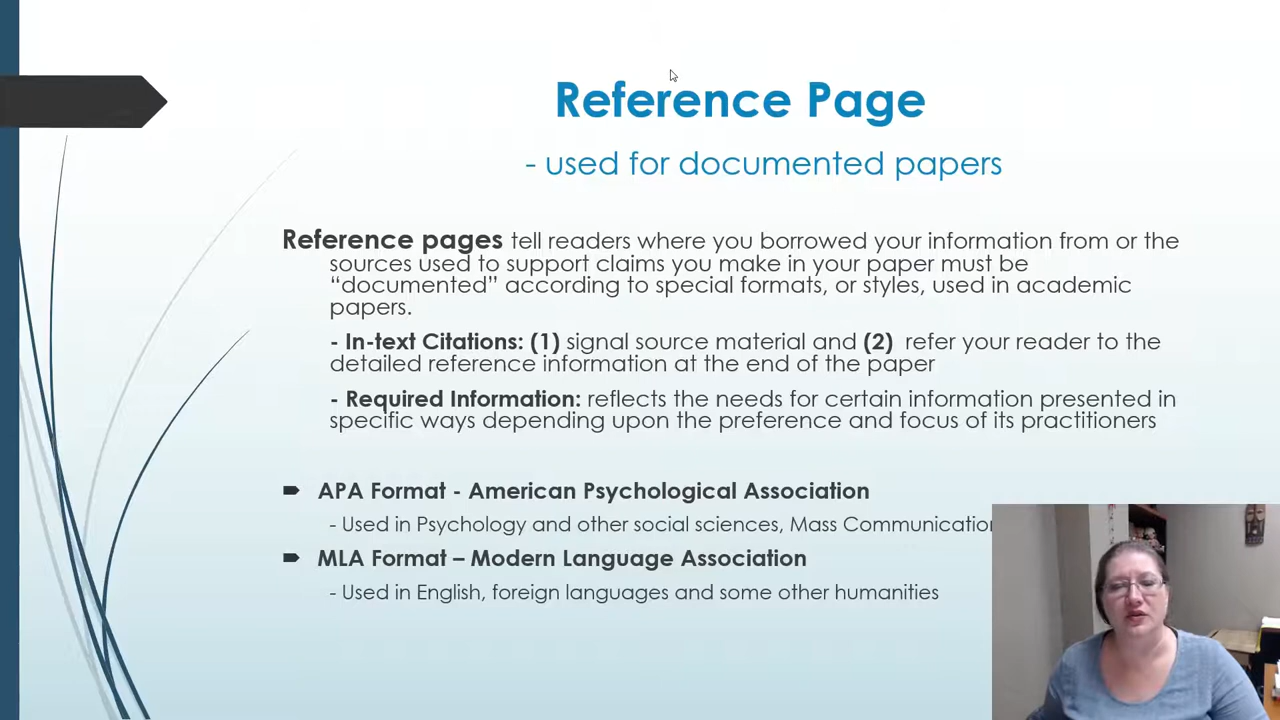 Reference Page
- used for documented papers
Reference pages tell readers where you borrowed your information from or the
sources used to support claims you make in your paper must be
“documented” according to special formats, or styles, used in academic
papers.
- In-text Citations: (1) signal source material and (2) refer your reader to the
detailed reference information at the end of the paper
- Required Information: reflects the needs for certain information presented in
specific ways depending upon the preference and focus of its practitioners
APA Format - American Psychological Association
- Used in Psychology and other social sciences, Mass Communication
MLA Format – Modern Language Association
- Used in English, foreign languages and some other humanities